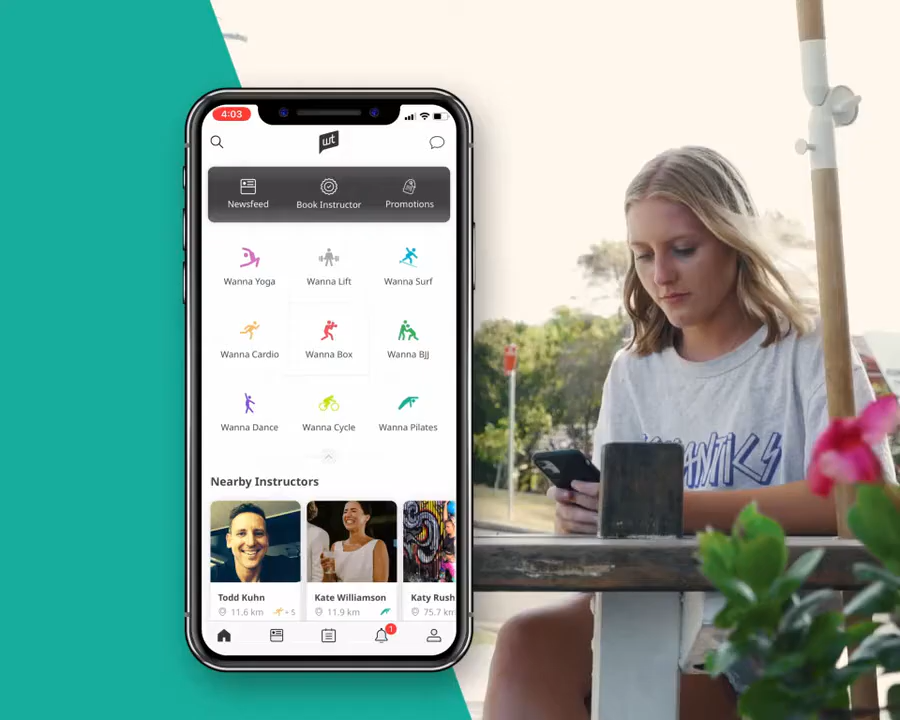 4:03
wt
Newsfeed
Book Instructor
Promotions
Wanna Yoga
Wanna Lift
Wanna Surf
Wanna Cardio
Wanna Box
Wanna BJJ
Wanna Dance
Wanna Cycle
Wanna Pilates
Nearby Instructors
Todd Kuhn
Kate Williamson
Katy Rush
11.6 km
+ 5
11.9 km
75.7 km
1